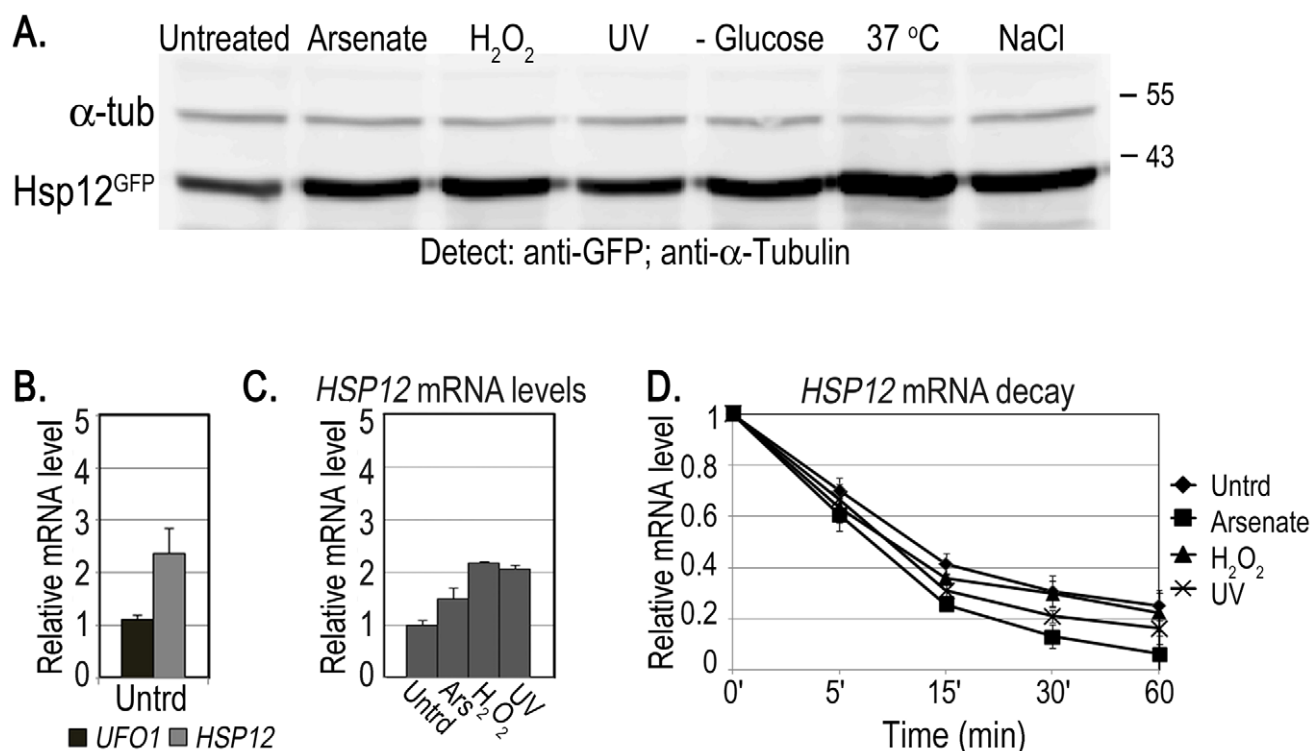 A.
Untreated Arsenate H₂O₂ UV - Glucose 37 °C NaCl
α-tub
– 55
– 43
Hsp12GFP
Detect: anti-GFP; anti-α-Tubulin
B.
Relative mRNA level
5
4
3
2
1
0
Untrd
UFO1 HSP12
C.
HSP12 mRNA levels
Relative mRNA level
5
4
3
2
1
0
Untrd Ars H₂O₂ UV
D.
HSP12 mRNA decay
Relative mRNA level
1
0.8
0.6
0.4
0.2
0
0' 5' 15' 30' 60
Time (min)
Untrd
Arsenate
H₂O₂
UV